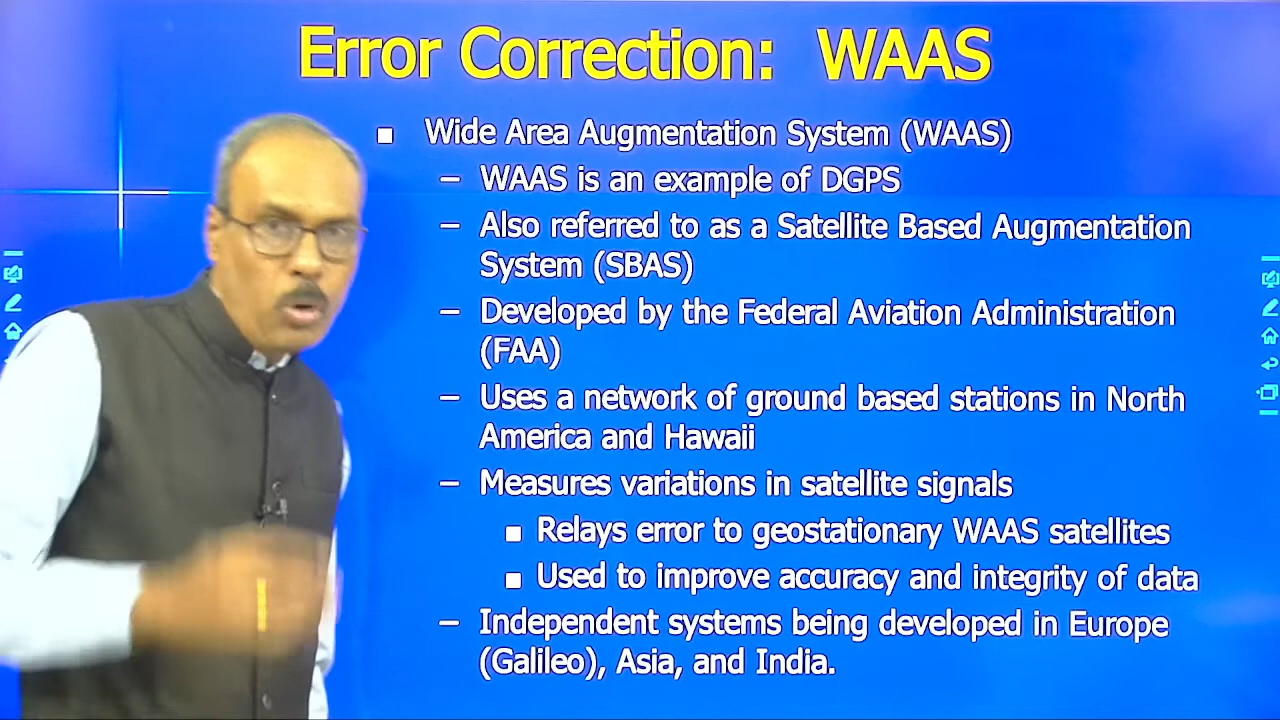 Error Correction: WAAS
▪ Wide Area Augmentation System (WAAS)
– WAAS is an example of DGPS
– Also referred to as a Satellite Based Augmentation
System (SBAS)
– Developed by the Federal Aviation Administration
(FAA)
– Uses a network of ground based stations in North
America and Hawaii
– Measures variations in satellite signals
▪ Relays error to geostationary WAAS satellites
▪ Used to improve accuracy and integrity of data
– Independent systems being developed in Europe
(Galileo), Asia, and India.